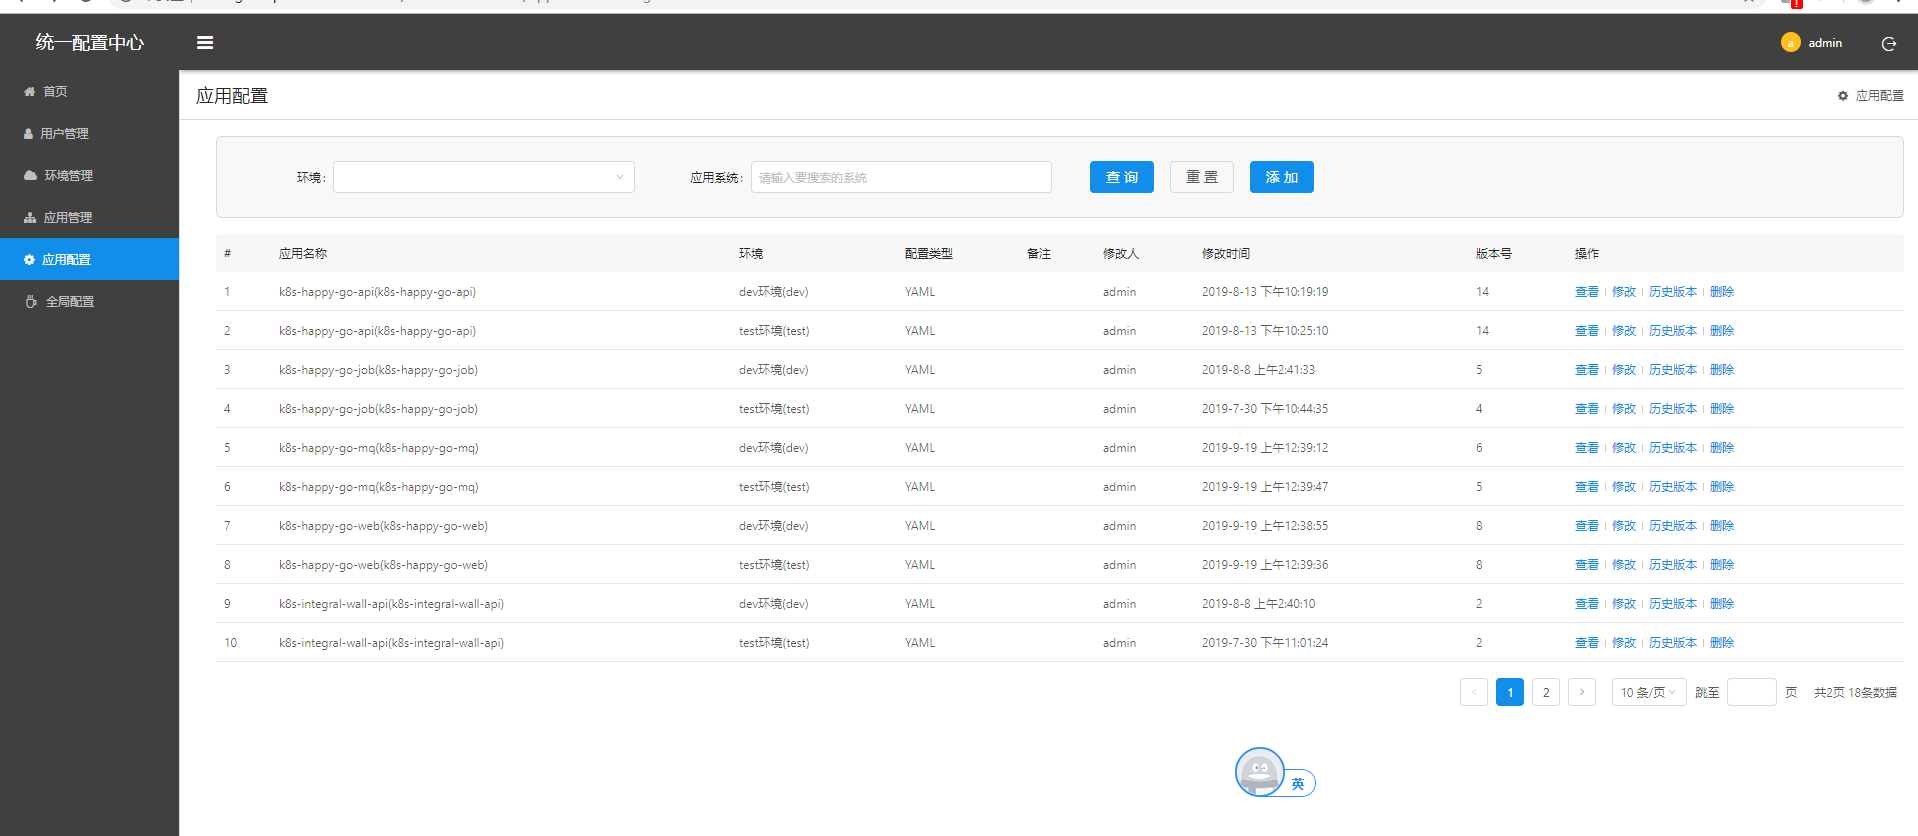 统一配置中心
a admin
首页
用户管理
环境管理
应用管理
应用配置
全局配置
应用配置
应用配置
环境: 应用系统: 请输入要搜索的系统 查 询 重 置 添 加
# 应用名称 环境 配置类型 备注 修改人 修改时间 版本号 操作
1 k8s-happy-go-api(k8s-happy-go-api) dev环境(dev) YAML admin 2019-8-13 下午10:19:19 14 查看 修改 历史版本 删除
2 k8s-happy-go-api(k8s-happy-go-api) test环境(test) YAML admin 2019-8-13 下午10:25:10 14 查看 修改 历史版本 删除
3 k8s-happy-go-job(k8s-happy-go-job) dev环境(dev) YAML admin 2019-8-8 上午2:41:33 5 查看 修改 历史版本 删除
4 k8s-happy-go-job(k8s-happy-go-job) test环境(test) YAML admin 2019-7-30 下午10:44:35 4 查看 修改 历史版本 删除
5 k8s-happy-go-mq(k8s-happy-go-mq) dev环境(dev) YAML admin 2019-9-19 上午12:39:12 6 查看 修改 历史版本 删除
6 k8s-happy-go-mq(k8s-happy-go-mq) test环境(test) YAML admin 2019-9-19 上午12:39:47 5 查看 修改 历史版本 删除
7 k8s-happy-go-web(k8s-happy-go-web) dev环境(dev) YAML admin 2019-9-19 上午12:38:55 8 查看 修改 历史版本 删除
8 k8s-happy-go-web(k8s-happy-go-web) test环境(test) YAML admin 2019-9-19 上午12:39:36 8 查看 修改 历史版本 删除
9 k8s-integral-wall-api(k8s-integral-wall-api) dev环境(dev) YAML admin 2019-8-8 上午2:40:10 2 查看 修改 历史版本 删除
10 k8s-integral-wall-api(k8s-integral-wall-api) test环境(test) YAML admin 2019-7-30 下午11:01:24 2 查看 修改 历史版本 删除
1 2 10 条/页 跳至 页 共2页 18条数据
英